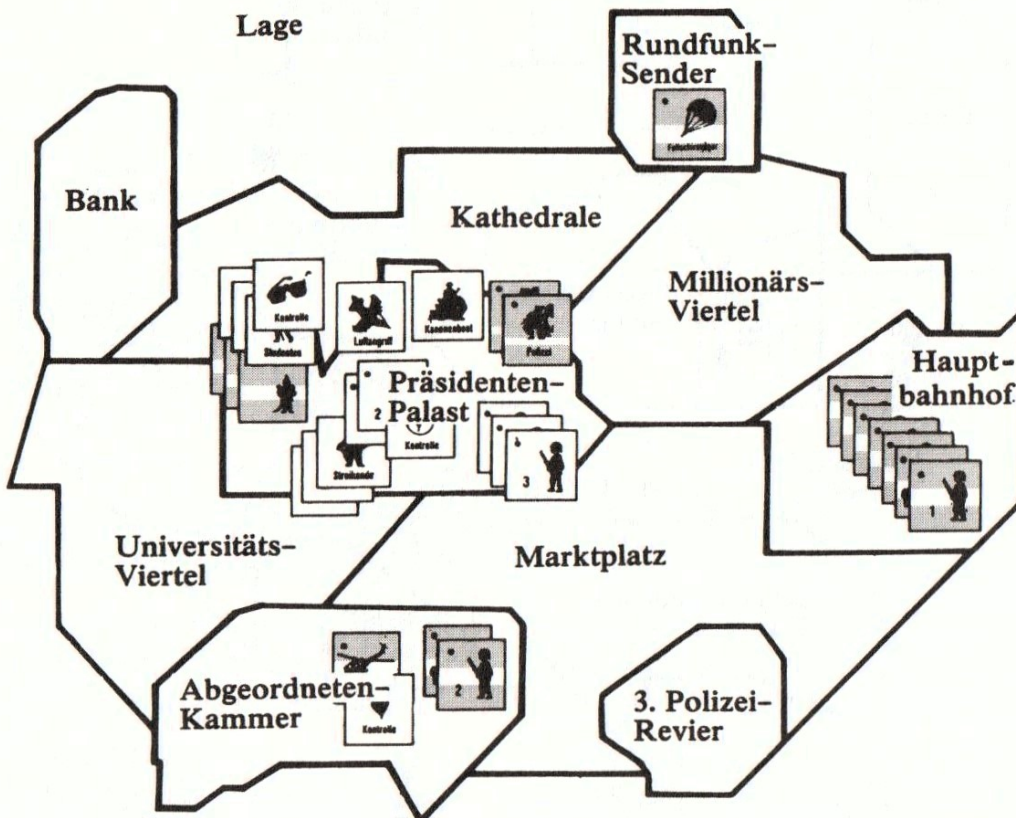 Lage
Rundfunk-
Sender
Fallschirmjäger
Bank
Kathedrale
Millionärs-
Viertel
Kontrolle
Studenten
Luftangriff
Kanonenboot
Polizei
Haupt-
bahnhof
Präsidenten-
Palast
2
Kontrolle
Streikende
3
1
Universitäts-
Viertel
Marktplatz
Abgeordneten-
Kammer
Kontrolle
2
3. Polizei-
Revier